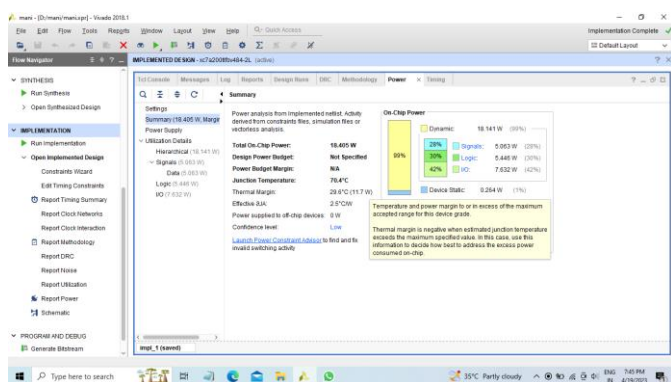 mani - [D:/mani/mani.xpr] - Vivado 2018.1
File Edit Flow Tools Reports Window Layout View Help Quick Access
Implementation Complete
Default Layout
Flow Navigator
IMPLEMENTED DESIGN - xc7a200tfbv484-2L (active)
Tcl Console Messages Log Reports Design Runs DRC Methodology Power Timing
SYNTHESIS
Run Synthesis
Open Synthesized Design
IMPLEMENTATION
Run Implementation
Open Implemented Design
Constraints Wizard
Edit Timing Constraints
Report Timing Summary
Report Clock Networks
Report Clock Interaction
Report Methodology
Report DRC
Report Noise
Report Utilization
Report Power
Schematic
PROGRAM AND DEBUG
Generate Bitstream
Settings
Summary (18.405 W, Margin
Power Supply
Utilization Details
Hierarchical (18.141 W)
Signals (5.063 W)
Data (5.063 W)
Logic (5.446 W)
I/O (7.632 W)
impl_1 (saved)
Summary
Power analysis from Implemented netlist. Activity
derived from constraints files, simulation files or
vectorless analysis.
Total On-Chip Power: 18.405 W
Design Power Budget: Not Specified
Power Budget Margin: N/A
Junction Temperature: 70.4°C
Thermal Margin: 29.6°C (11.7 W)
Effective ϑJA: 2.5°C/W
Power supplied to off-chip devices: 0 W
Confidence level: Low
Launch Power Constraint Advisor to find and fix
invalid switching activity
On-Chip Power
Dynamic: 18.141 W (99%)
99%
28% Signals: 5.063 W (28%)
30% Logic: 5.446 W (30%)
42% I/O: 7.632 W (42%)
Device Static: 0.264 W (1%)
Temperature and power margin to or in excess of the maximum
accepted range for this device grade.
Thermal margin is negative when estimated junction temperature
exceeds the maximum specified value. In this case, use this
information to decide how best to address the excess power
consumed on-chip.
Type here to search
35°C Partly cloudy
ENG
IN
7:45 PM
4/19/2023